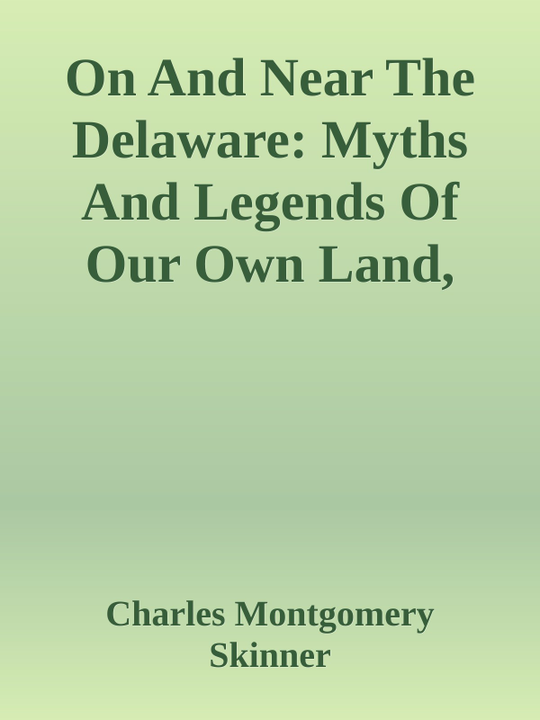 On And Near The
Delaware: Myths
And Legends Of
Our Own Land,
Charles Montgomery
Skinner